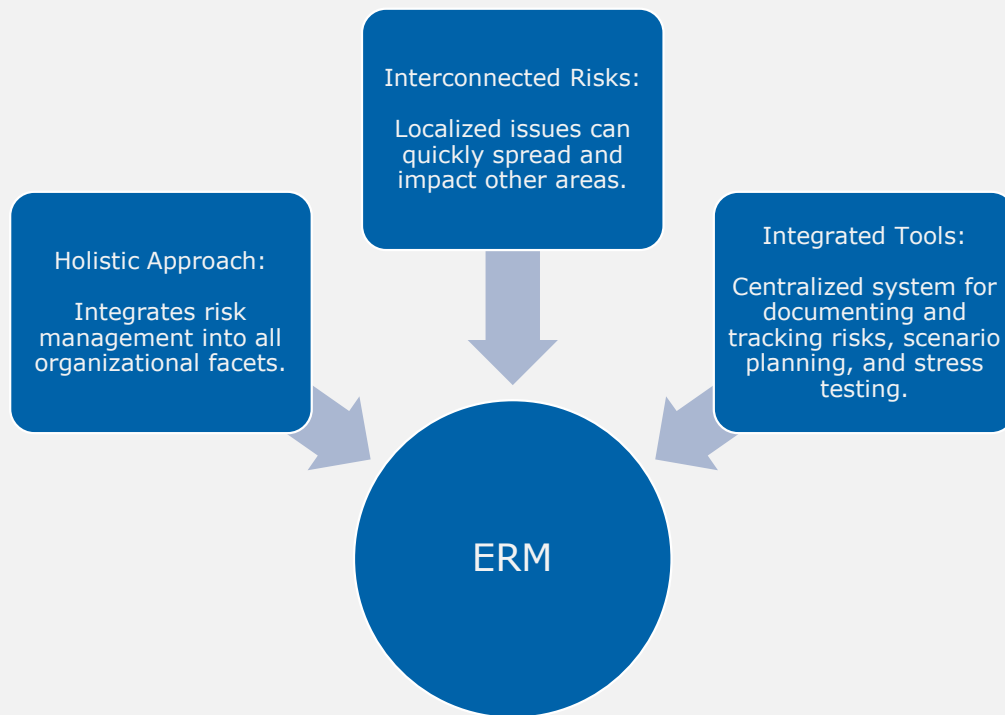 Interconnected Risks:
Localized issues can
quickly spread and
impact other areas.
Holistic Approach:
Integrates risk
management into all
organizational facets.
Integrated Tools:
Centralized system for
documenting and
tracking risks, scenario
planning, and stress
testing.
ERM